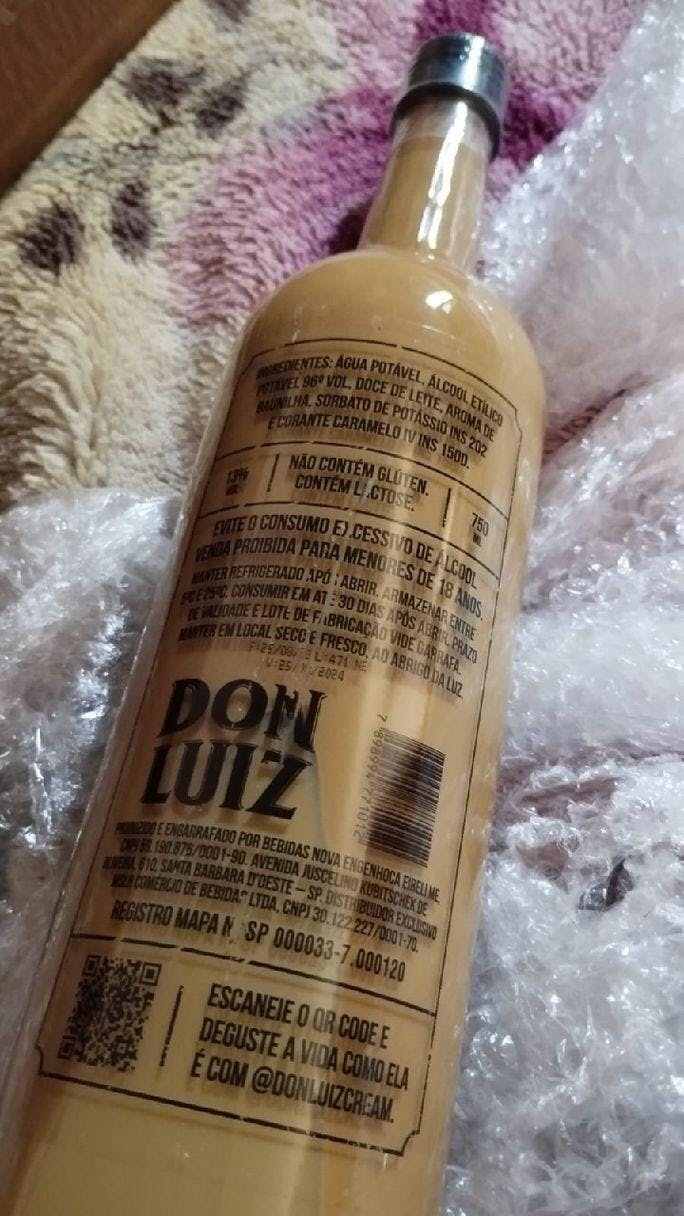 INGREDIENTES: ÁGUA POTÁVEL, ÁLCOOL ETÍLICO
POTÁVEL 96º VOL, DOCE DE LEITE, AROMA DE
BAUNILHA, SORBATO DE POTÁSSIO INS 202
E CORANTE CARAMELO IV INS 150D.
13%
VOL
NÃO CONTÉM GLÚTEN.
CONTÉM LACTOSE.
750
ML
EVITE O CONSUMO EXCESSIVO DE ÁLCOOL
VENDA PROIBIDA PARA MENORES DE 18 ANOS.
MANTER REFRIGERADO APÓS ABRIR. ARMAZENAR ENTRE
E 25ºC. CONSUMIR EM ATÉ 30 DIAS APÓS ABRIR. PRAZO
DE VALIDADE E LOTE DE FABRICAÇÃO VIDE GARRAFA.
MANTER EM LOCAL SECO E FRESCO, AO ABRIGO DA LUZ.
DON
LUIZ
PRODUZIDO E ENGARRAFADO POR BEBIDAS NOVA ENGENHOCA EIRELI ME,
AVENIDA JUSCELINO KUBITSCHEK DE
OLIVEIRA, 610, SANTA BARBARA D'OESTE – SP. DISTRIBUIDOR EXCLUSIVO
COMÉRCIO DE BEBIDAS LTDA, CNPJ 30.122.227/0001-70.
REGISTRO MAPA Nº SP 000033-7.000120
ESCANEIE O QR CODE E
DEGUSTE A VIDA COMO ELA
É COM @DONLUIZCREAM.